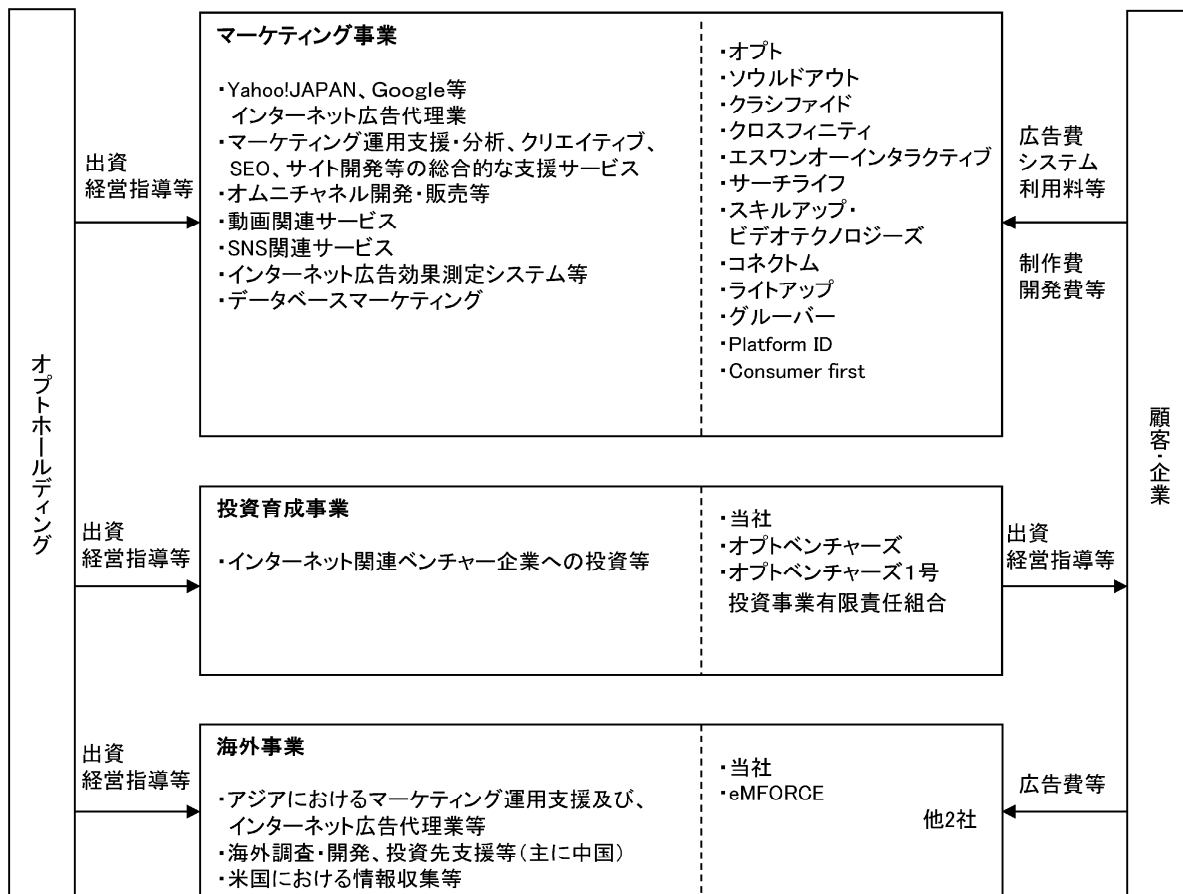 オプトホールディング
出資
経営指導等
マーケティング事業
・Yahoo!JAPAN、Google等
インターネット広告代理業
・マーケティング運用支援・分析、クリエイティブ、
SEO、サイト開発等の総合的な支援サービス
・オムニチャネル開発・販売等
・動画関連サービス
・SNS関連サービス
・インターネット広告効果測定システム等
・データベースマーケティング
・オプト
・ソウルドアウト
・クラシファイド
・クロスフィニティ
・エスワンオーインタラクティブ
・サーチライフ
・スキルアップ・
ビデオテクノロジーズ
・コネクトム
・ライトアップ
・グルーバー
・Platform ID
・Consumer first
広告費
システム
利用料等
制作費
開発費等
顧客・企業
出資
経営指導等
投資育成事業
・インターネット関連ベンチャー企業への投資等
・当社
・オプトベンチャーズ
・オプトベンチャーズ1号
投資事業有限責任組合
出資
経営指導等
出資
経営指導等
海外事業
・アジアにおけるマーケティング運用支援及び、
インターネット広告代理業等
・海外調査・開発、投資先支援等(主に中国)
・米国における情報収集等
・当社
・eMFORCE
他2社
広告費等